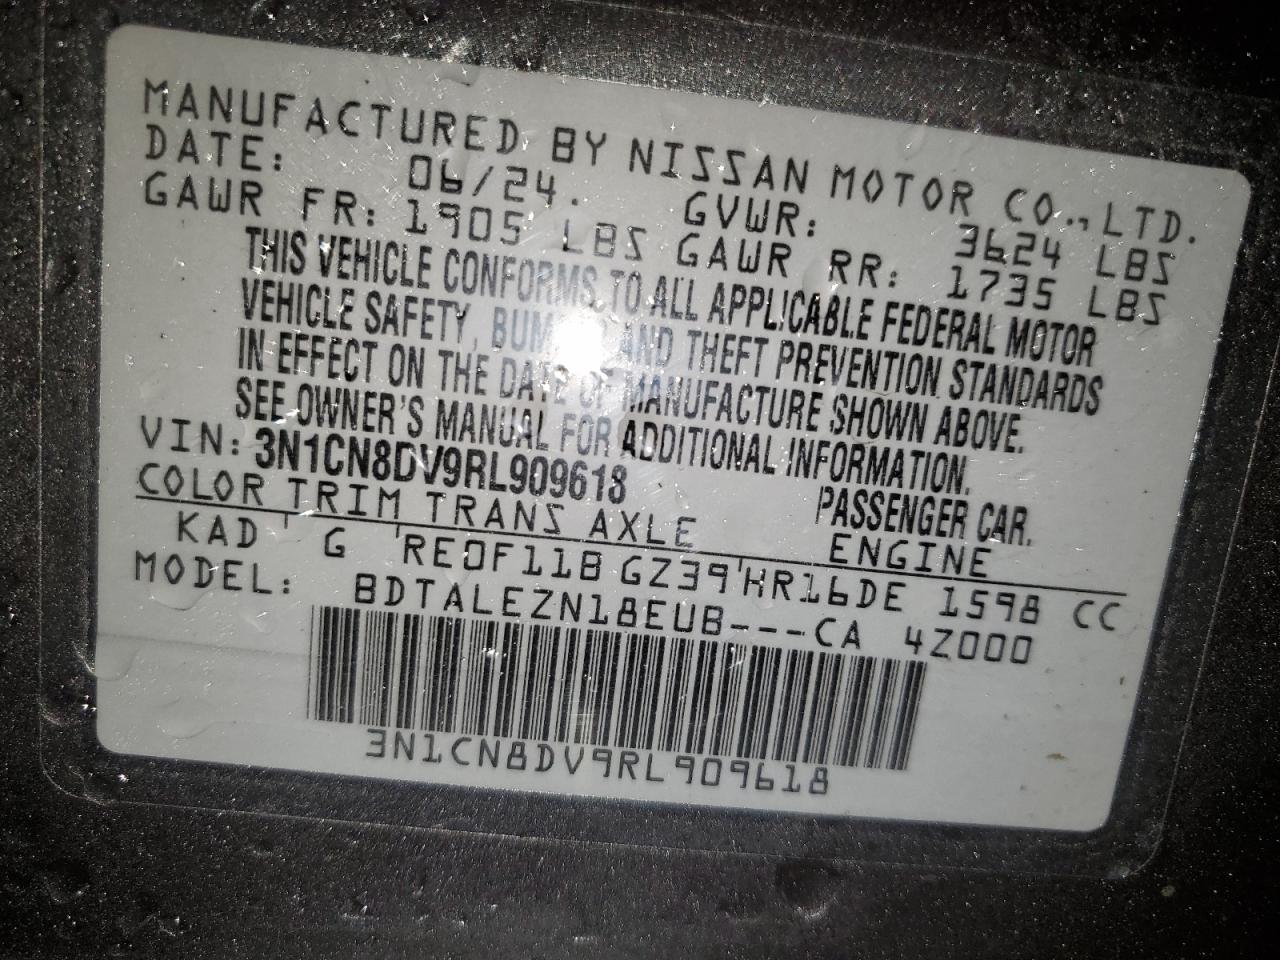 MANUFACTURED BY NISSAN MOTOR CO., LTD.
DATE: 06/24. GVWR: 3624 LBS
GAWR FR: 1905 LBS GAWR RR: 1735 LBS
THIS VEHICLE CONFORMS TO ALL APPLICABLE FEDERAL MOTOR
VEHICLE SAFETY, AND THEFT PREVENTION STANDARDS
IN EFFECT ON THE DATE OF MANUFACTURE SHOWN ABOVE.
SEE OWNER'S MANUAL FOR ADDITIONAL INFORMATION.
VIN: 3N1CN8DV9RL909618 PASSENGER CAR.
COLOR TRIM TRANS AXLE ENGINE
KAD G RE0F11B GZ39 HR16DE 1598 CC
MODEL: BDTALEZN18EUB---CA 4Z000
3N1CN8DV9RL909618